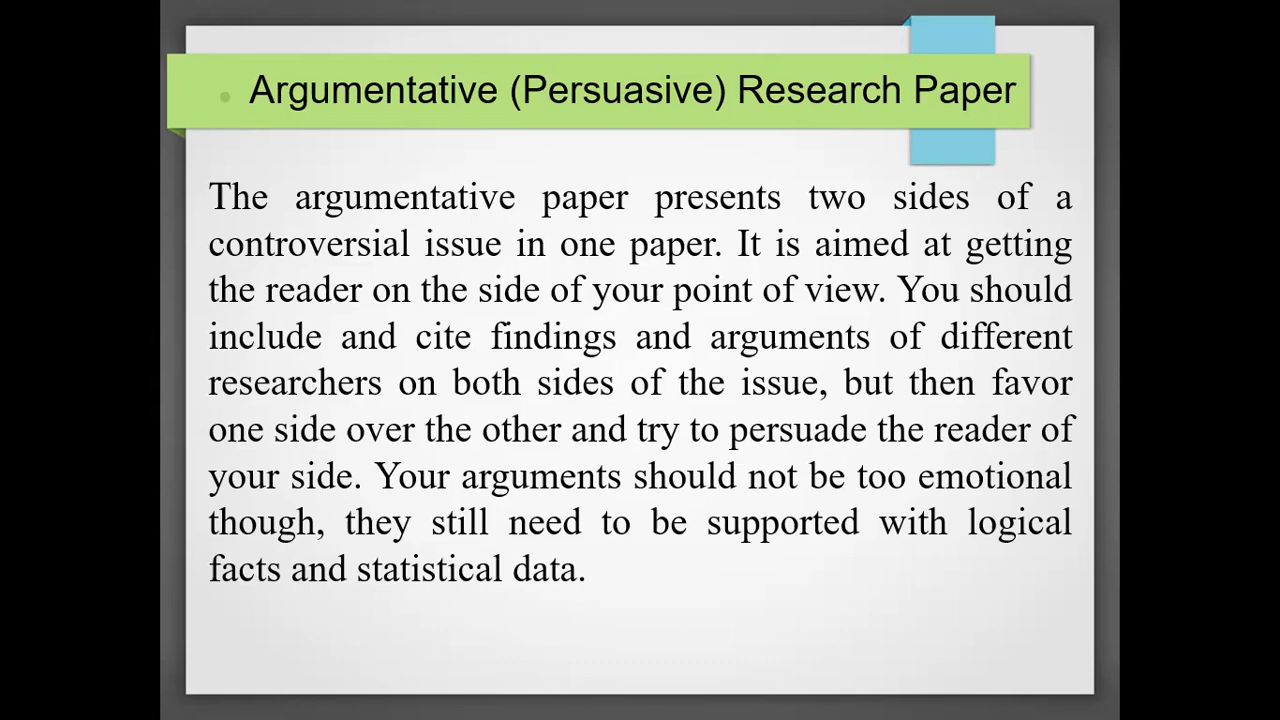 • Argumentative (Persuasive) Research Paper
The argumentative paper presents two sides of a
controversial issue in one paper. It is aimed at getting
the reader on the side of your point of view. You should
include and cite findings and arguments of different
researchers on both sides of the issue, but then favor
one side over the other and try to persuade the reader of
your side. Your arguments should not be too emotional
though, they still need to be supported with logical
facts and statistical data.